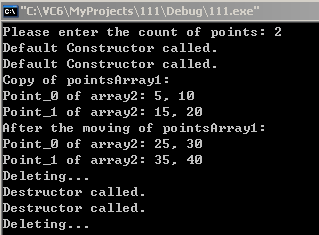 "C:\VC6\MyProjects\111\Debug\111.exe"
Please enter the count of points: 2
Default Constructor called.
Default Constructor called.
Copy of pointsArray1:
Point_0 of array2: 5, 10
Point_1 of array2: 15, 20
After the moving of pointsArray1:
Point_0 of array2: 25, 30
Point_1 of array2: 35, 40
Deleting...
Destructor called.
Destructor called.
Deleting...